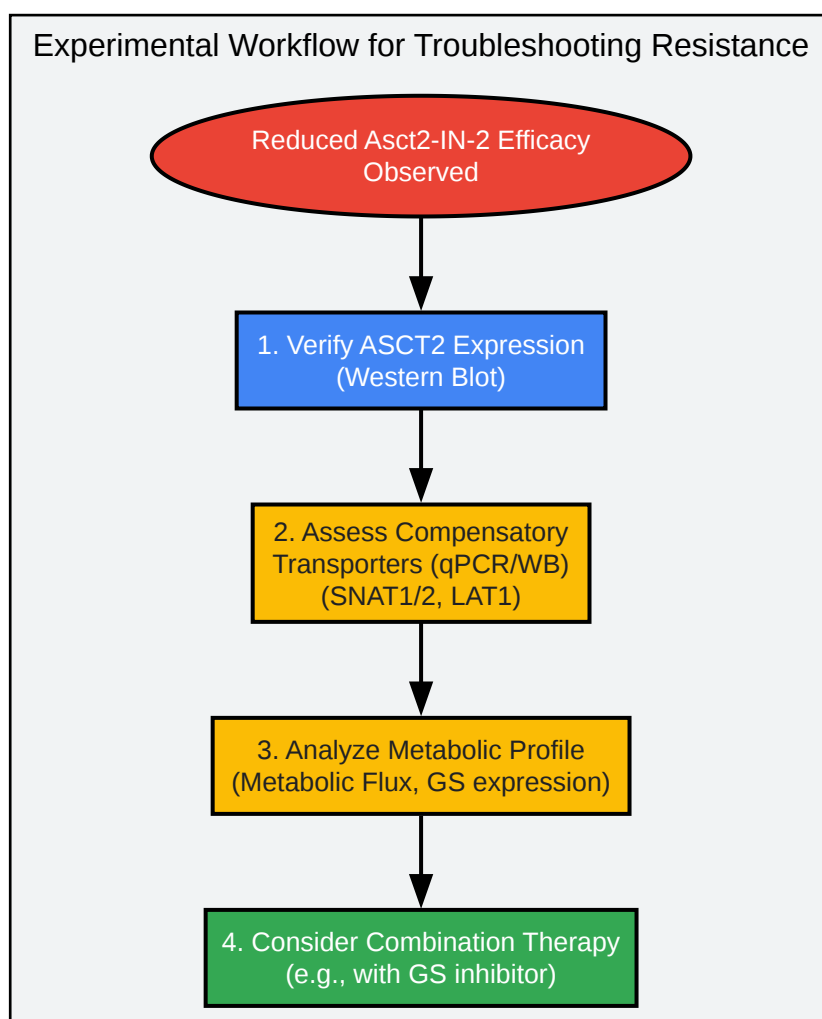 Experimental Workflow for Troubleshooting Resistance
Reduced Asct2-IN-2 Efficacy
Observed
1. Verify ASCT2 Expression
(Western Blot)
2. Assess Compensatory
Transporters (qPCR/WB)
(SNAT1/2, LAT1)
3. Analyze Metabolic Profile
(Metabolic Flux, GS expression)
4. Consider Combination Therapy
(e.g., with GS inhibitor)